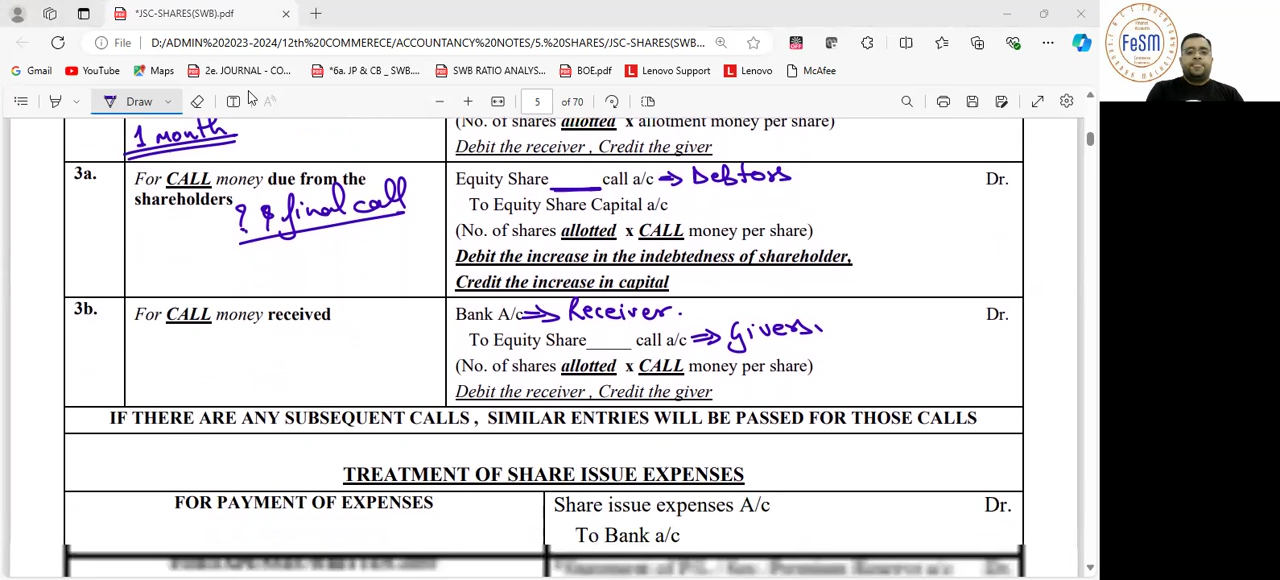 *JSC-SHARES(SWB).pdf
File
D:/ADMIN%202023-2024/12th%20COMMERECE/ACCOUNTANCY%20NOTES/5.%20SHARES/JSC-SHARES(SWB...
Gmail YouTube Maps 2e. JOURNAL - CO... *6a. JP & CB _ SWB.... SWB RATIO ANALYS... BOE.pdf Lenovo Support Lenovo McAfee
Draw 5 of 70
FeSM
1 month
(No. of shares allotted x allotment money per share)
Debit the receiver , Credit the giver
3a. For CALL money due from the shareholders
? & final call
Equity Share _____ call a/c ⇒ Debtors Dr.
To Equity Share Capital a/c
(No. of shares allotted x CALL money per share)
Debit the increase in the indebtedness of shareholder,
Credit the increase in capital
3b. For CALL money received
Bank A/c ⇒ Receiver. Dr.
To Equity Share_____ call a/c ⇒ Givers.
(No. of shares allotted x CALL money per share)
Debit the receiver , Credit the giver
IF THERE ARE ANY SUBSEQUENT CALLS , SIMILAR ENTRIES WILL BE PASSED FOR THOSE CALLS
TREATMENT OF SHARE ISSUE EXPENSES
FOR PAYMENT OF EXPENSES
Share issue expenses A/c Dr.
To Bank a/c